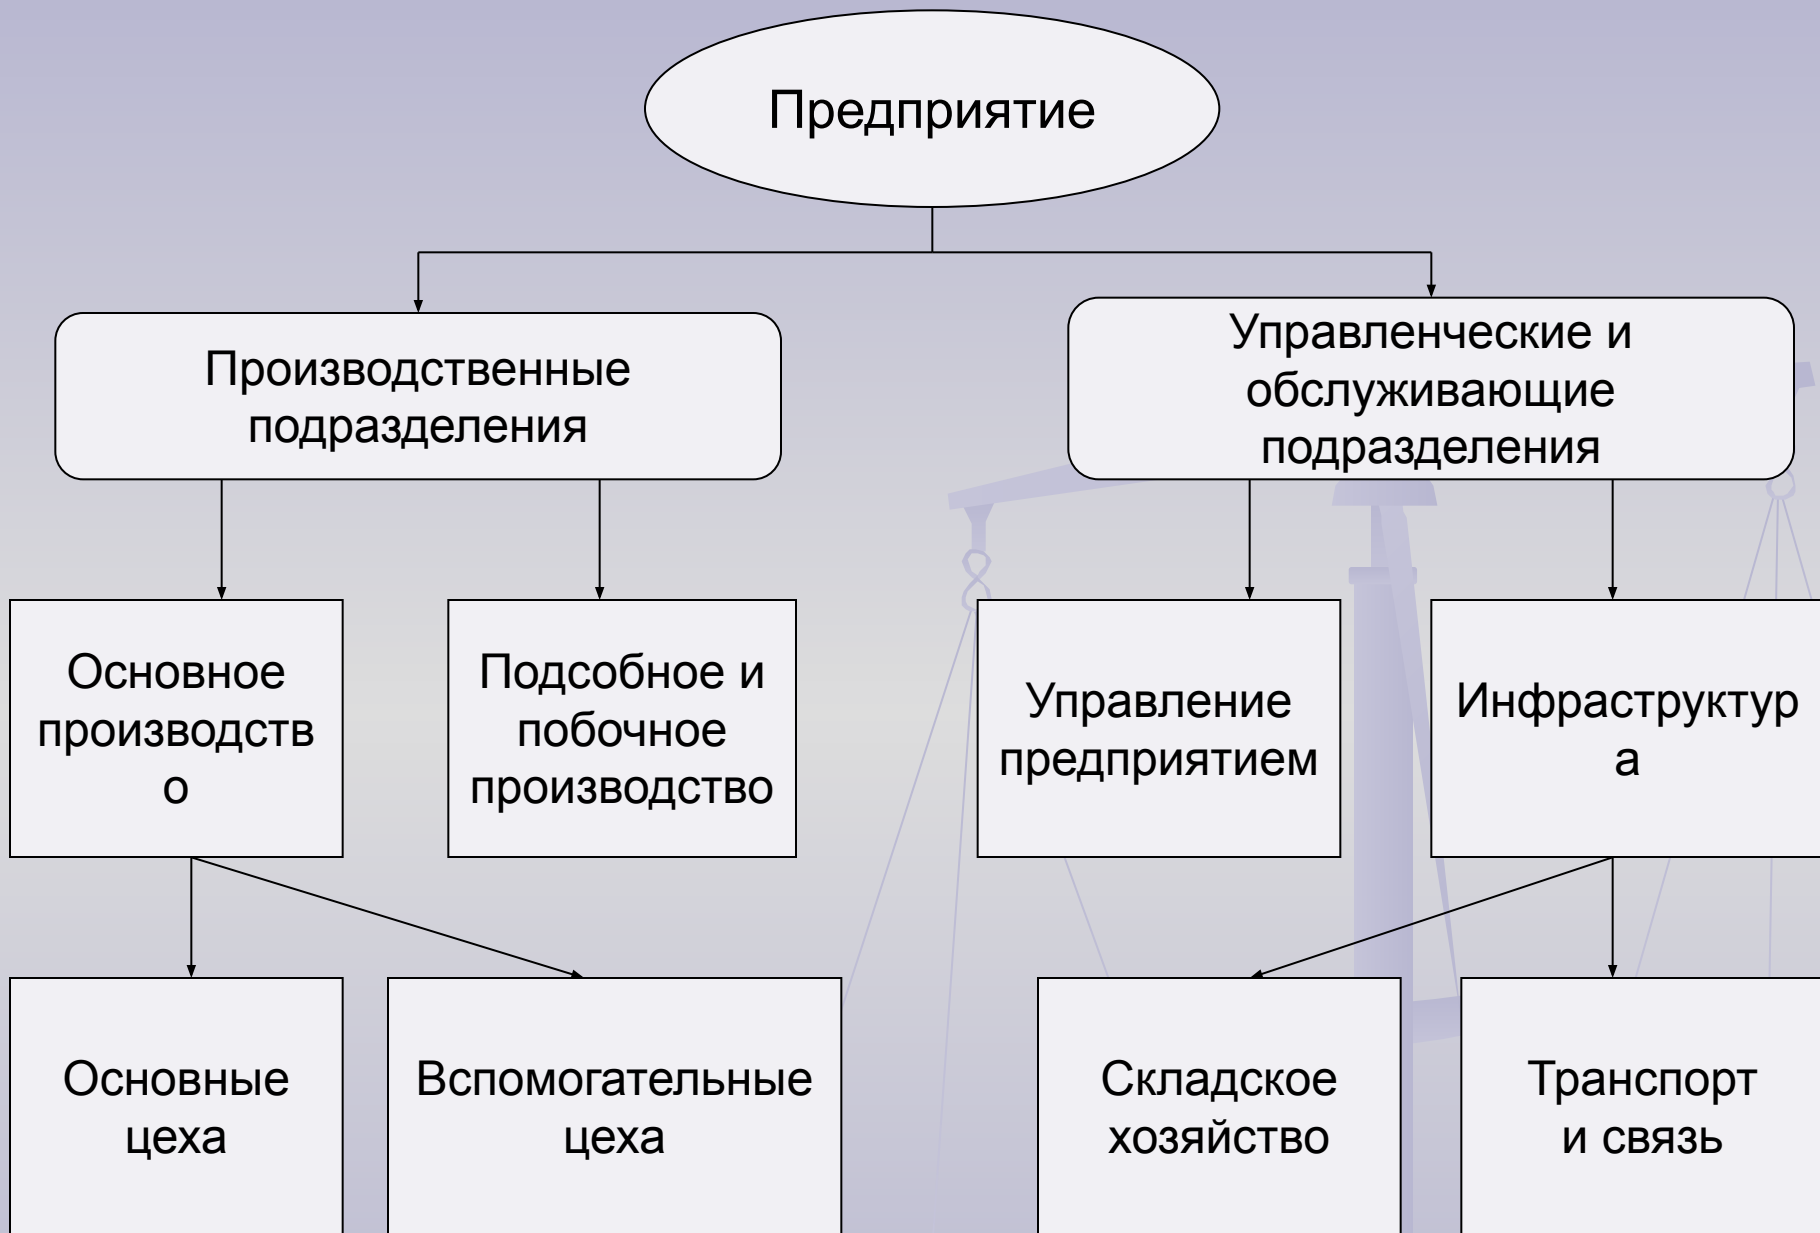 Предприятие
Производственные
подразделения
Управленческие и
обслуживающие
подразделения
Основное
производств
о
Подсобное и
побочное
производство
Управление
предприятием
Инфраструктур
а
Основные
цеха
Вспомогательные
цеха
Складское
хозяйство
Транспорт
и связь